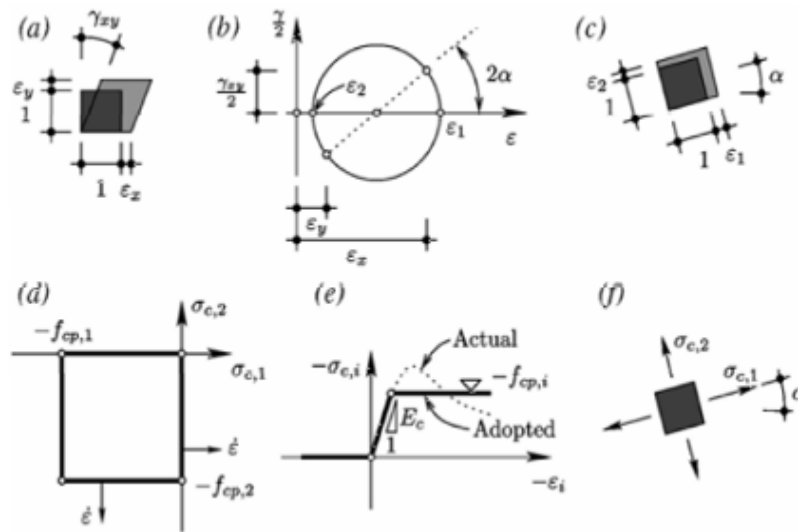 (a)
γxy
εy
1
1 εx
(b)
γ/2
γxy/2
ε2
2α
ε1
ε
εy
εx
(c)
ε2
1
α
1 ε1
(d)
σc,2
−fcp,1
σc,1
ε̇
−fcp,2
ε̇
(e)
Actual
−σc,i
−fcp,i
Ec
1
Adopted
−εi
(f)
σc,2
σc,1